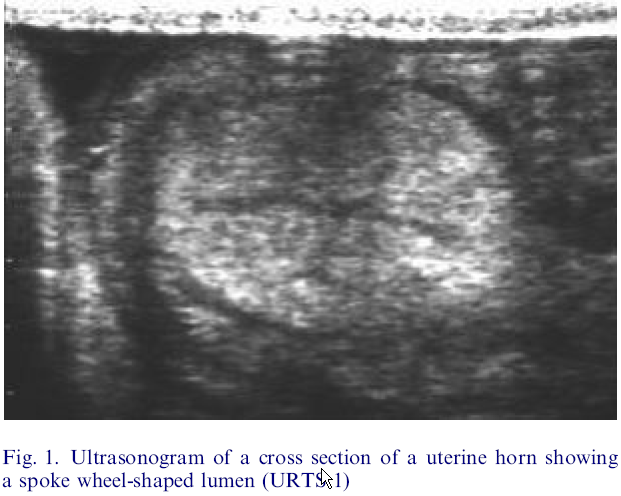 Fig. 1. Ultrasonogram of a cross section of a uterine horn showing
a spoke wheel-shaped lumen (URTS-1)